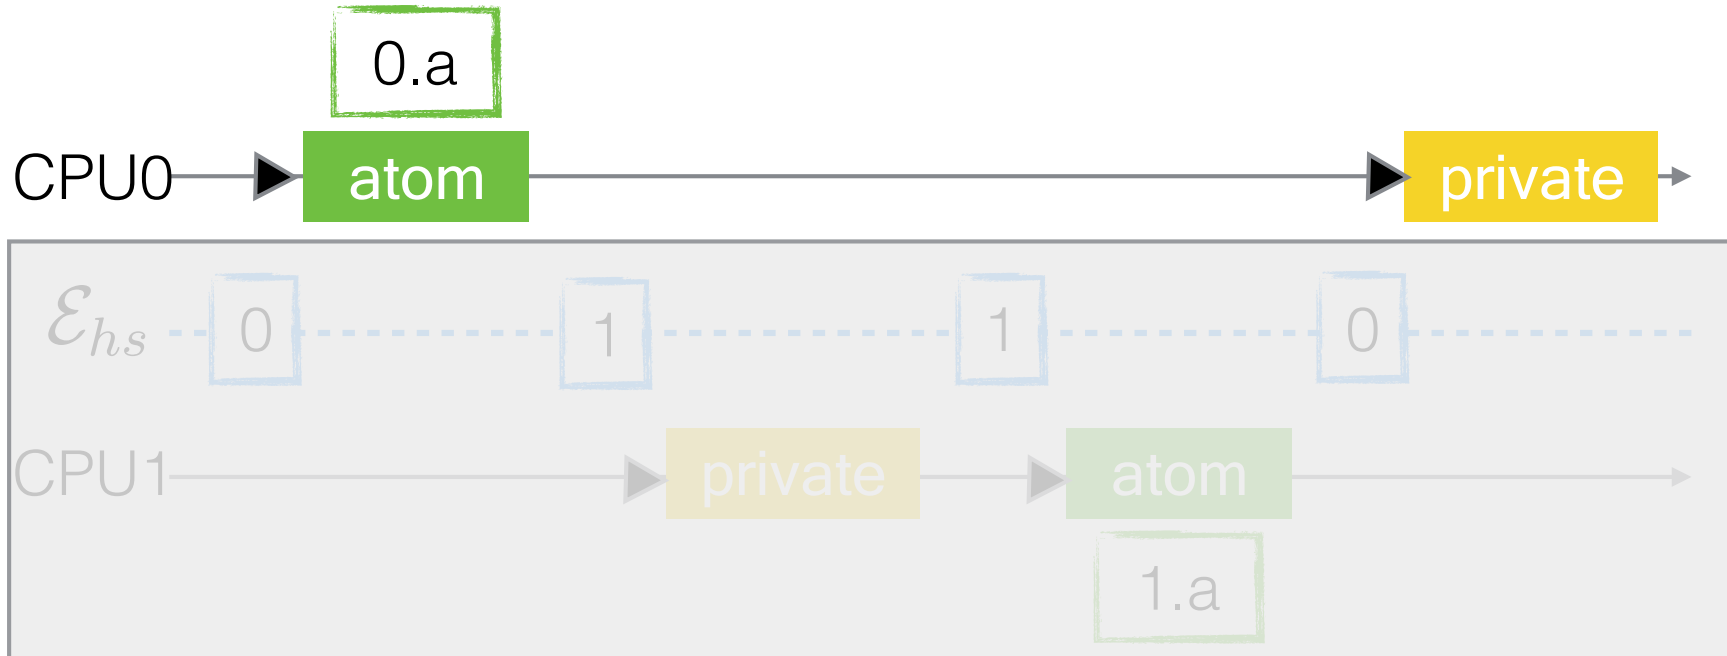 0.a
CPU0 atom private
ℰhs 0 1 1 0
CPU1 private atom
1.a